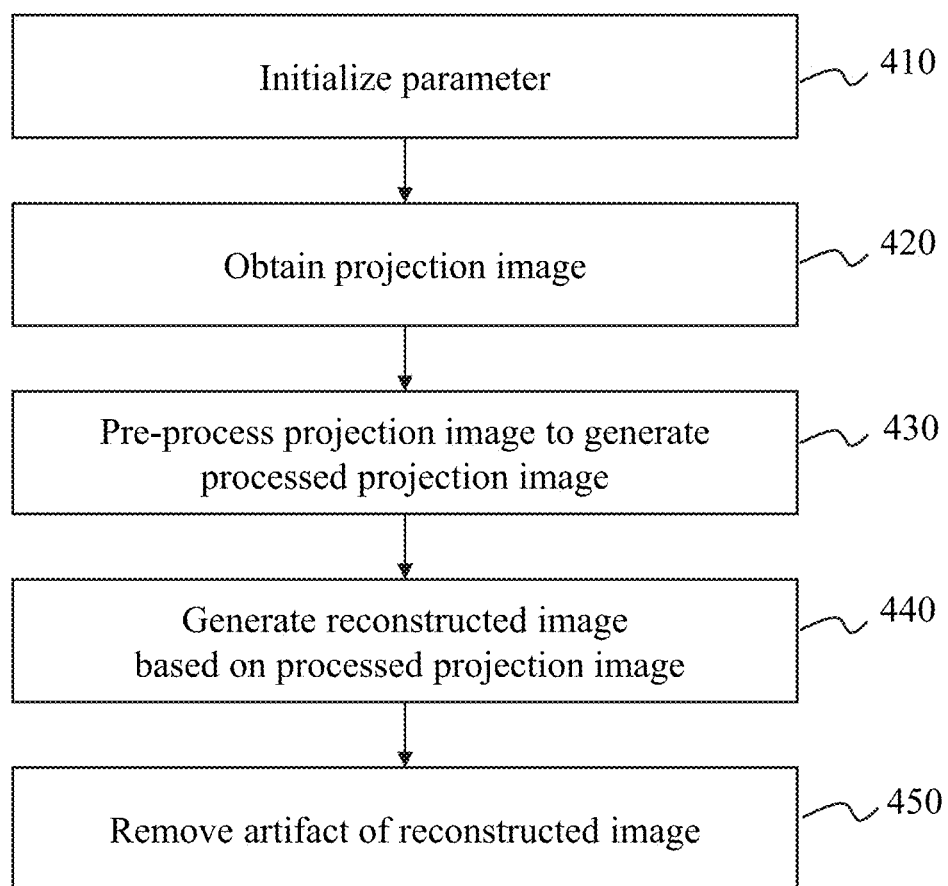 Initialize parameter
410
Obtain projection image
420
Pre-process projection image to generate
processed projection image
430
Generate reconstructed image
based on processed projection image
440
Remove artifact of reconstructed image
450